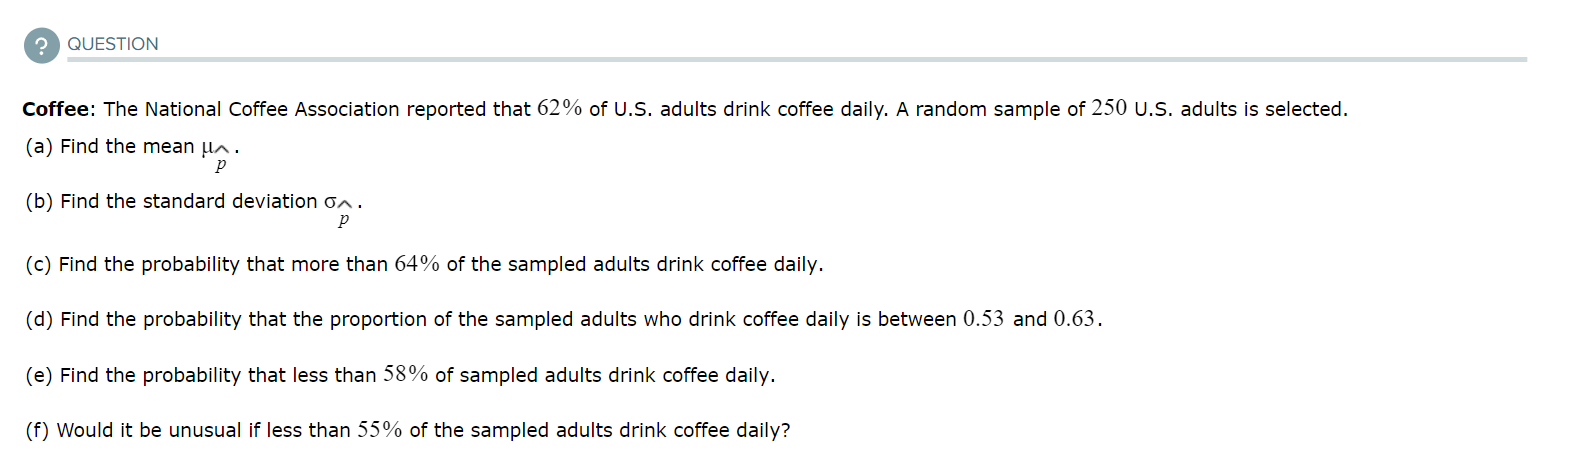 ? QUESTION
Coffee: The National Coffee Association reported that 62% of U.S. adults drink coffee daily. A random sample of 250 U.S. adults is selected.
(a) Find the mean μ^p.
(b) Find the standard deviation σ^p.
(c) Find the probability that more than 64% of the sampled adults drink coffee daily.
(d) Find the probability that the proportion of the sampled adults who drink coffee daily is between 0.53 and 0.63.
(e) Find the probability that less than 58% of sampled adults drink coffee daily.
(f) Would it be unusual if less than 55% of the sampled adults drink coffee daily?